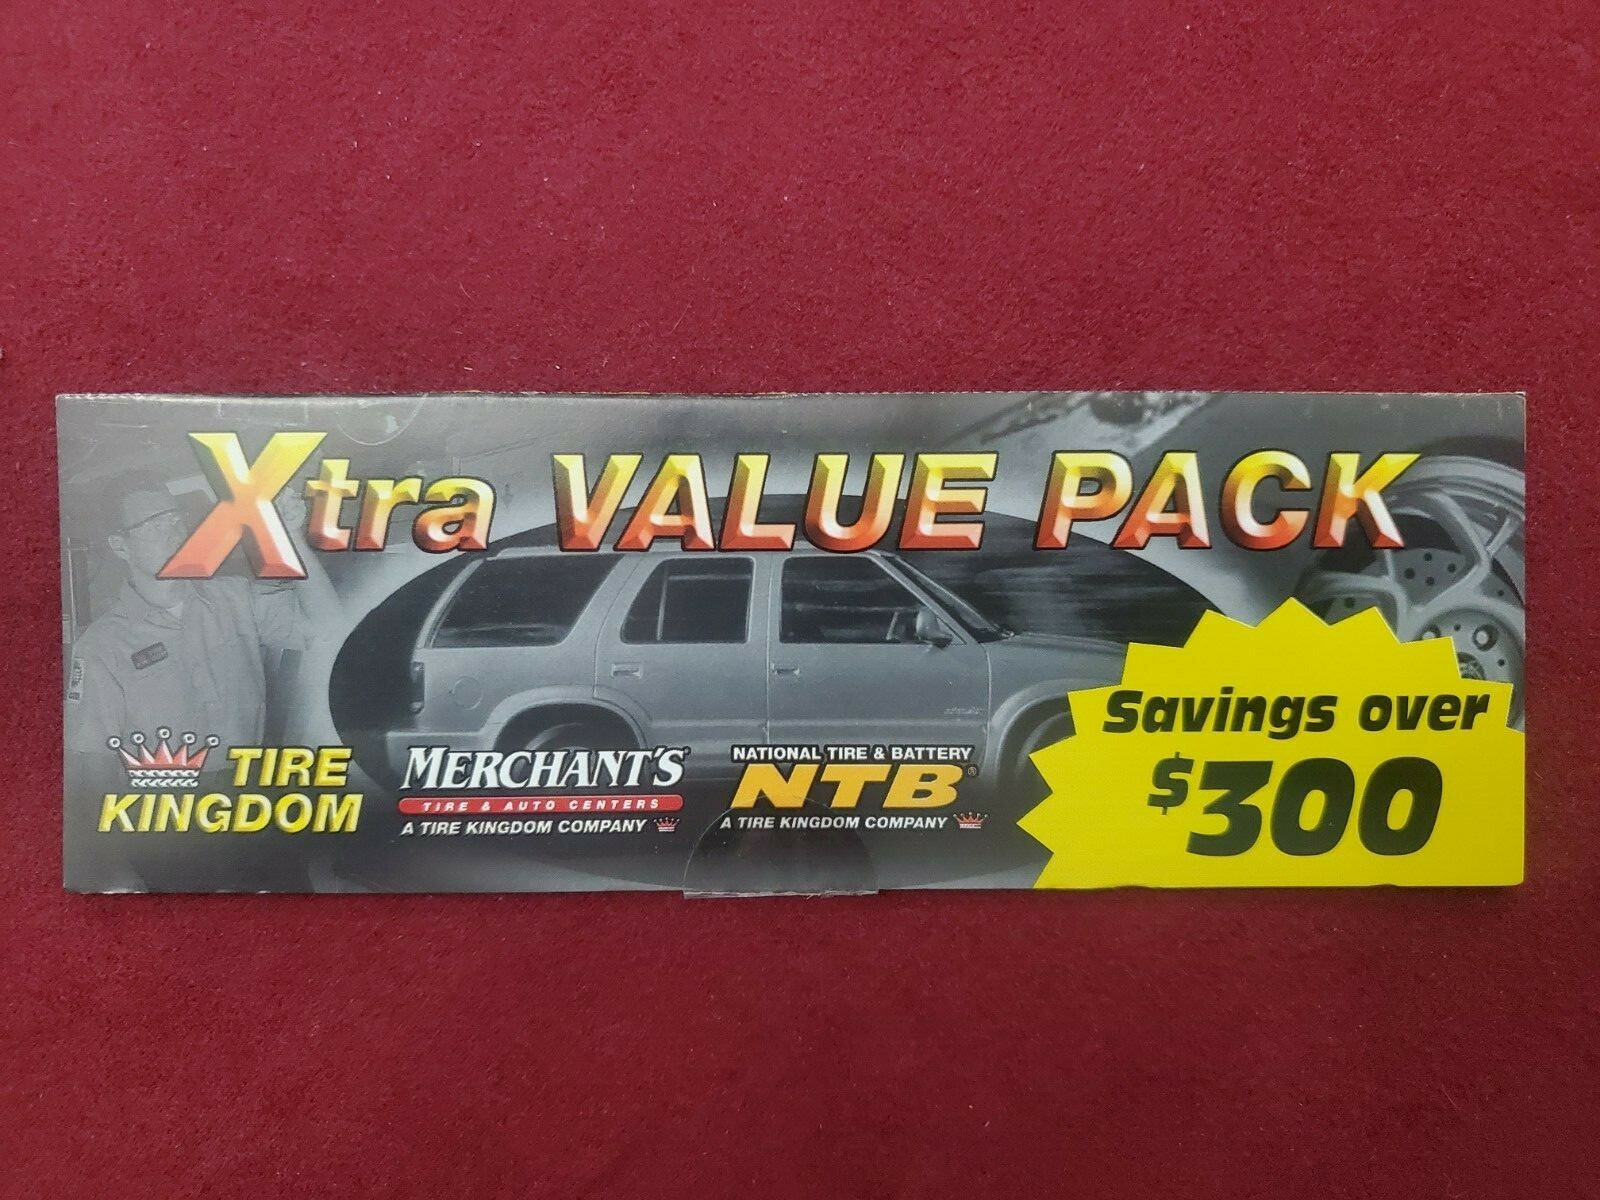 Xtra VALUE PACK
Savings over
$300
TIRE
KINGDOM
MERCHANT'S
TIRE & AUTO CENTERS
A TIRE KINGDOM COMPANY
NATIONAL TIRE & BATTERY
NTB®
A TIRE KINGDOM COMPANY